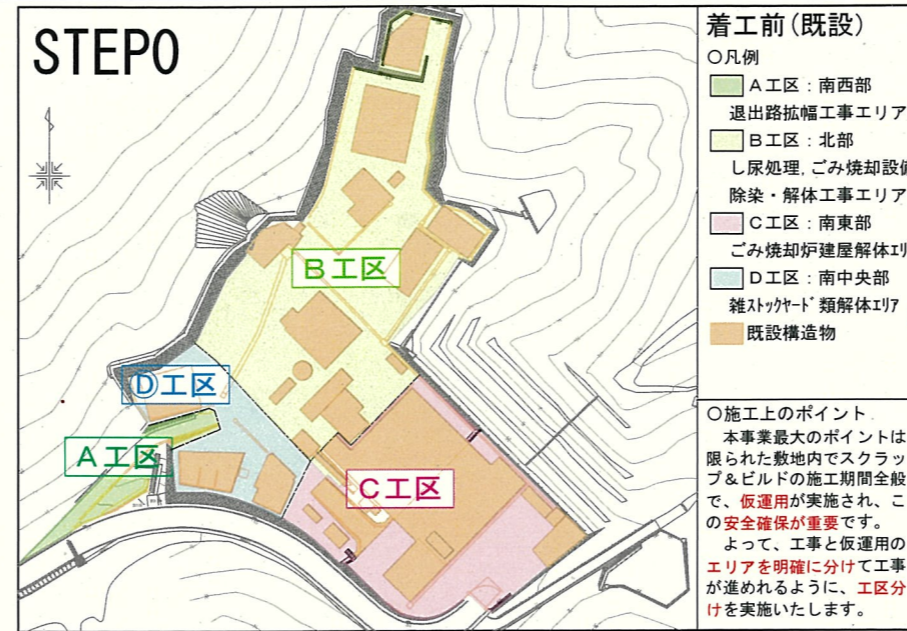 STEP0
着工前(既設)
○凡例
A工区：南西部
退出路拡幅工事エリア
B工区：北部
し尿処理，ごみ焼却設備
除染・解体工事エリア
C工区：南東部
ごみ焼却炉建屋解体エリ
D工区：南中央部
雑ストックヤード類解体エリア
既設構造物
B工区
D工区
A工区
C工区
○施工上のポイント
本事業最大のポイントは
限られた敷地内でスクラッ
プ＆ビルドの施工期間全般
で、仮運用が実施され、こ
の安全確保が重要です。
よって、工事と仮運用の
エリアを明確に分けて工事
が進めれるように、工区分
けを実施いたします。